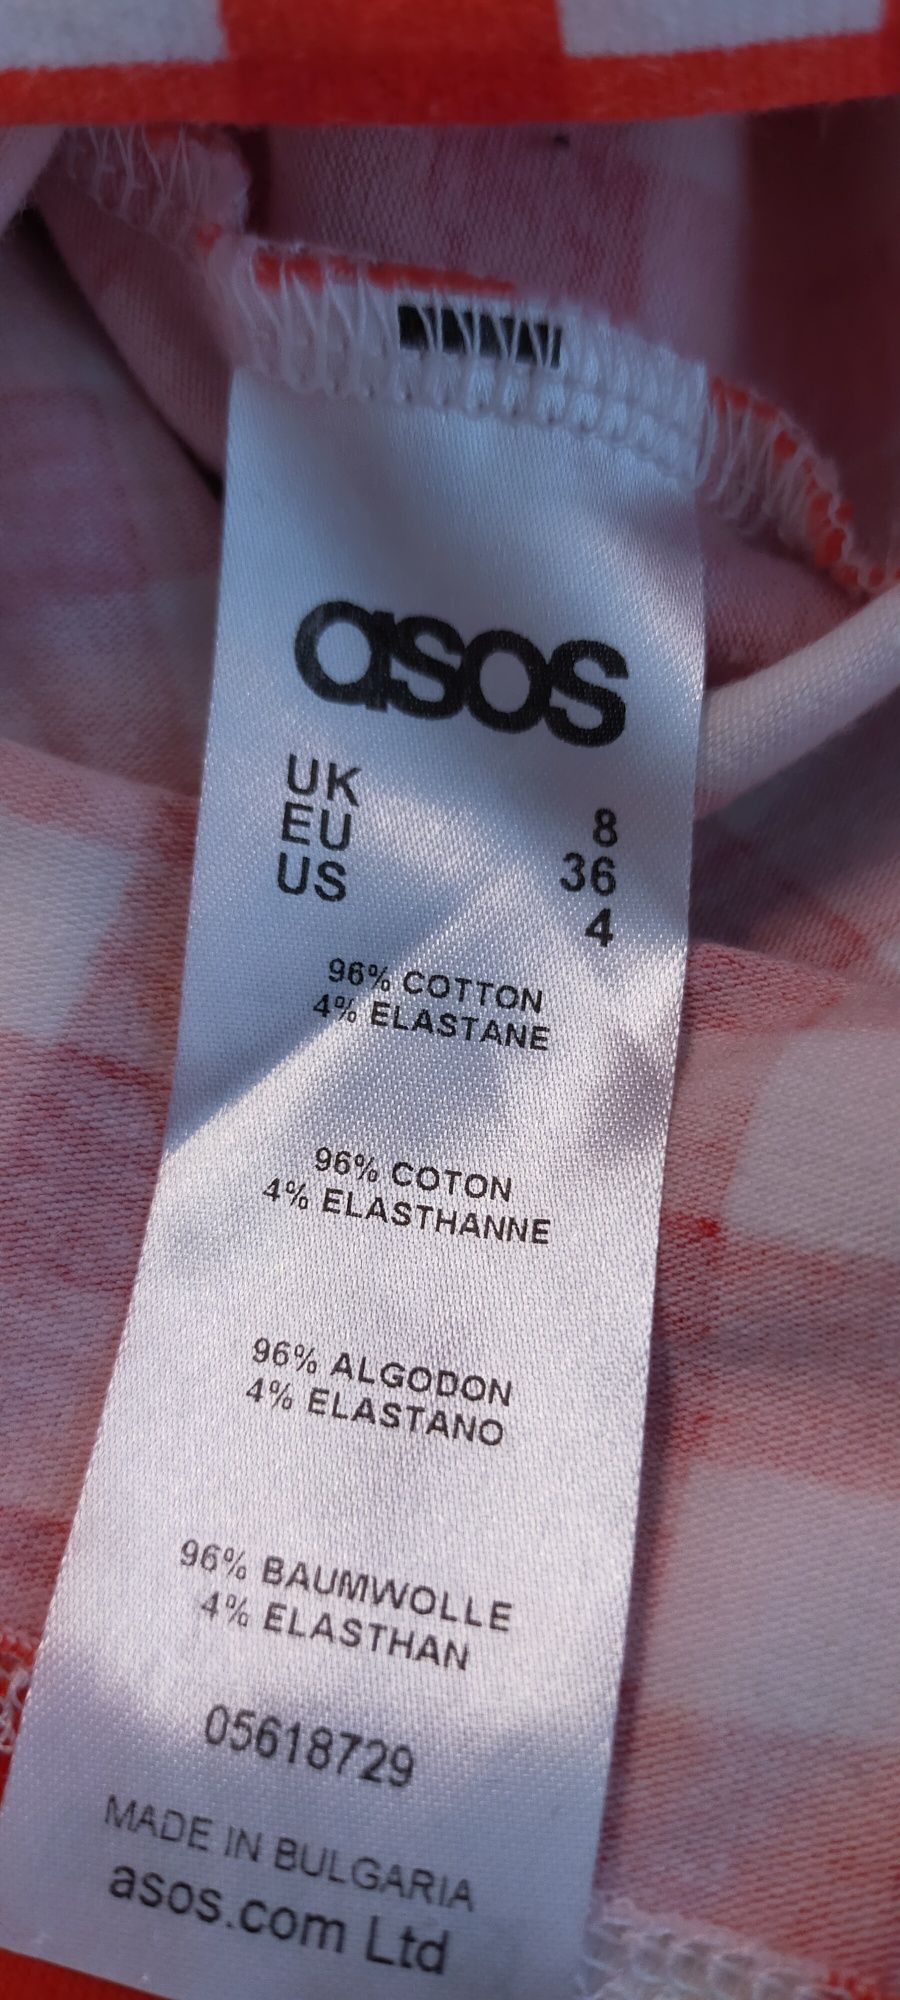 asos
UK 8
EU 36
US 4
96% COTTON
4% ELASTANE
96% COTON
4% ELASTHANNE
96% ALGODON
4% ELASTANO
96% BAUMWOLLE
4% ELASTHAN
05618729
MADE IN BULGARIA
asos.com Ltd